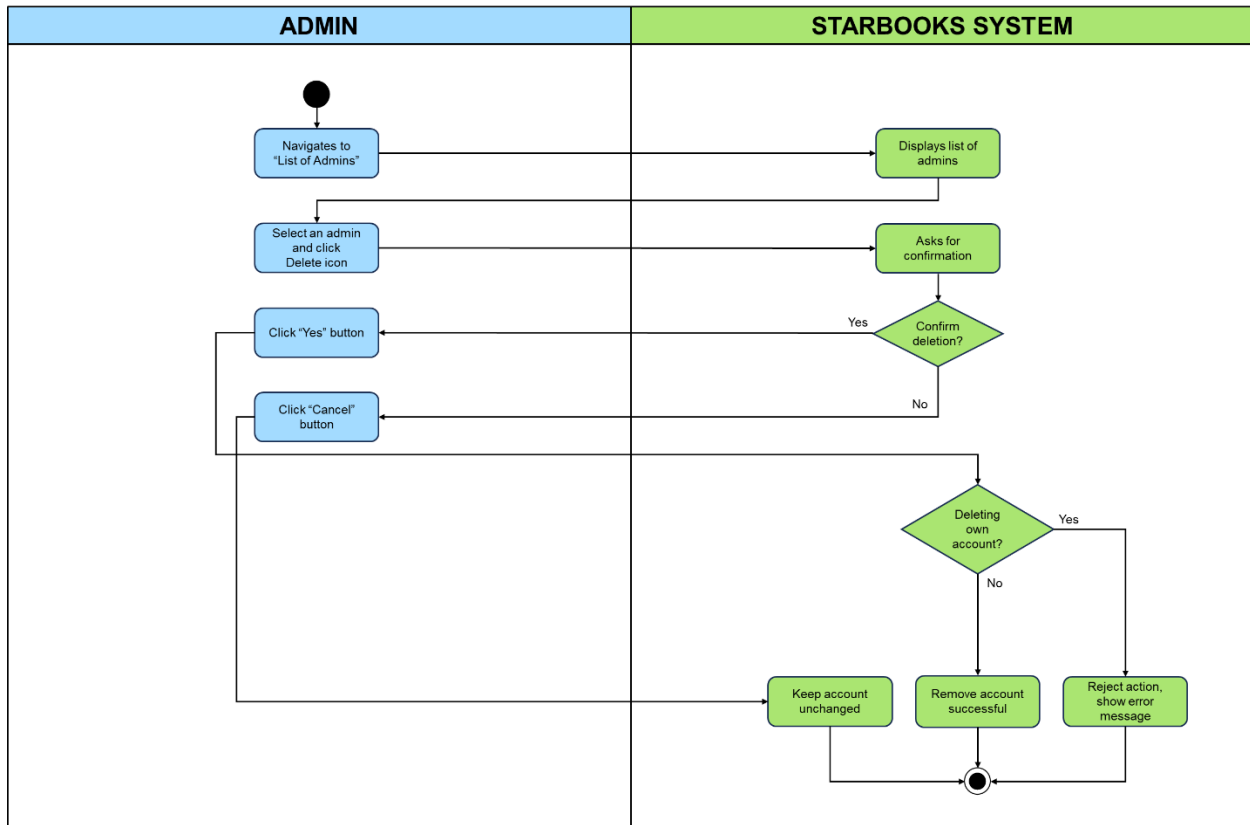 ADMIN
STARBOOKS SYSTEM
Navigates to
“List of Admins”
Displays list of
admins
Select an admin
and click
Delete icon
Asks for
confirmation
Click “Yes” button
Yes
Confirm
deletion?
Click “Cancel”
button
No
Deleting
own
account?
Yes
No
Keep account
unchanged
Remove account
successful
Reject action,
show error
message